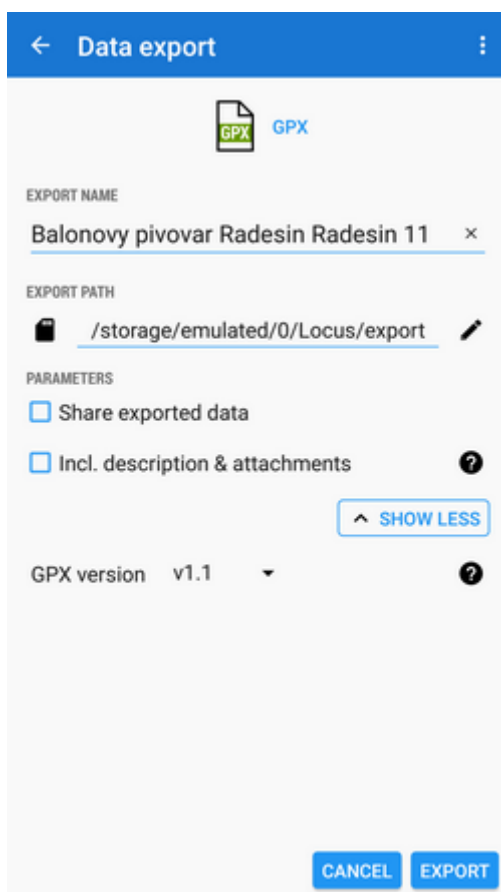 Data export
GPX GPX
EXPORT NAME
Balonovy pivovar Radesin Radesin 11
EXPORT PATH
/storage/emulated/0/Locus/export
PARAMETERS
Share exported data
Incl. description & attachments
SHOW LESS
GPX version v1.1
CANCEL EXPORT